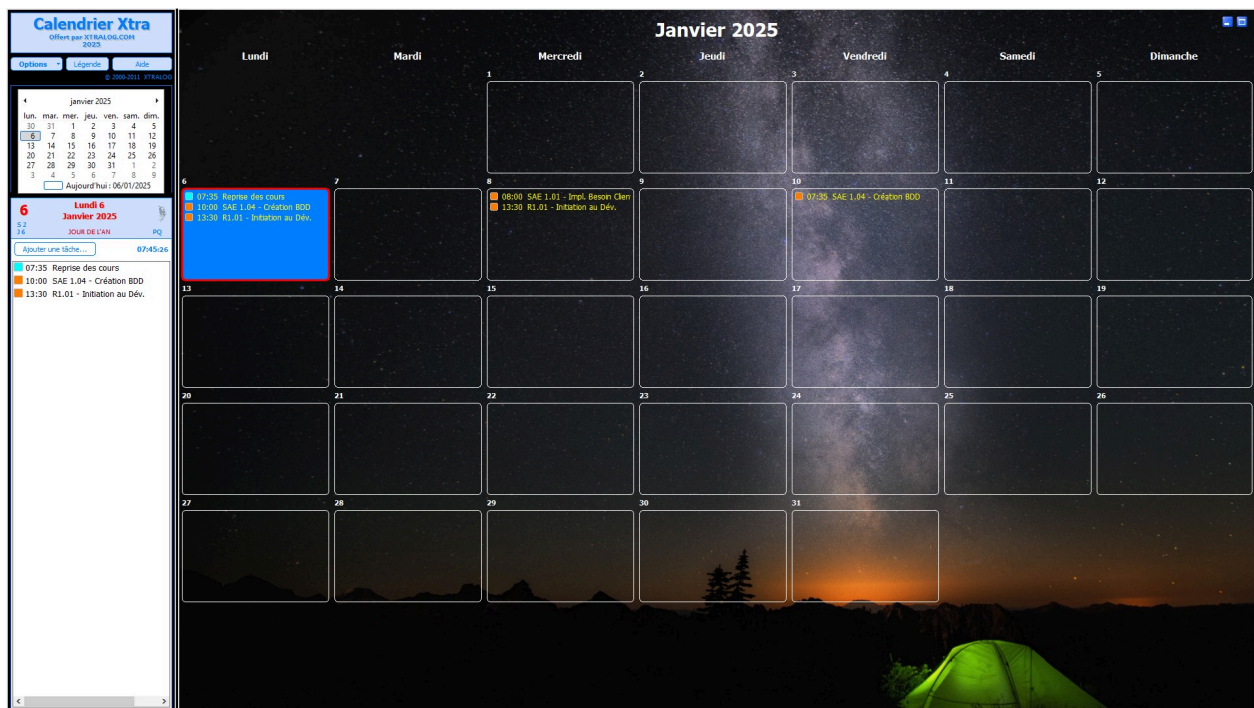 Calendrier Xtra
Offert par XTRALOG.COM
2025
Options
Légende
Aide
© 2000-2011 XTRALOG
janvier 2025
lun. mar. mer. jeu. ven. sam. dim.
30 31 1 2 3 4 5
6 7 8 9 10 11 12
13 14 15 16 17 18 19
20 21 22 23 24 25 26
27 28 29 30 31 1 2
3 4 5 6 7 8 9
Aujourd'hui : 06/01/2025
6
Lundi 6
Janvier 2025
S 2
J 6
JOUR DE L'AN
PQ
Ajouter une tâche...
07:45:26
07:35 Reprise des cours
10:00 SAE 1.04 - Création BDD
13:30 R1.01 - Initiation au Dév.
Janvier 2025
Lundi Mardi Mercredi Jeudi Vendredi Samedi Dimanche
1 2 3 4 5
6 7 8 9 10 11 12
07:35 Reprise des cours
10:00 SAE 1.04 - Création BDD
13:30 R1.01 - Initiation au Dév.
08:00 SAE 1.01 - Impl. Besoin Clien
13:30 R1.01 - Initiation au Dév.
07:35 SAE 1.04 - Création BDD
13 14 15 16 17 18 19
20 21 22 23 24 25 26
27 28 29 30 31